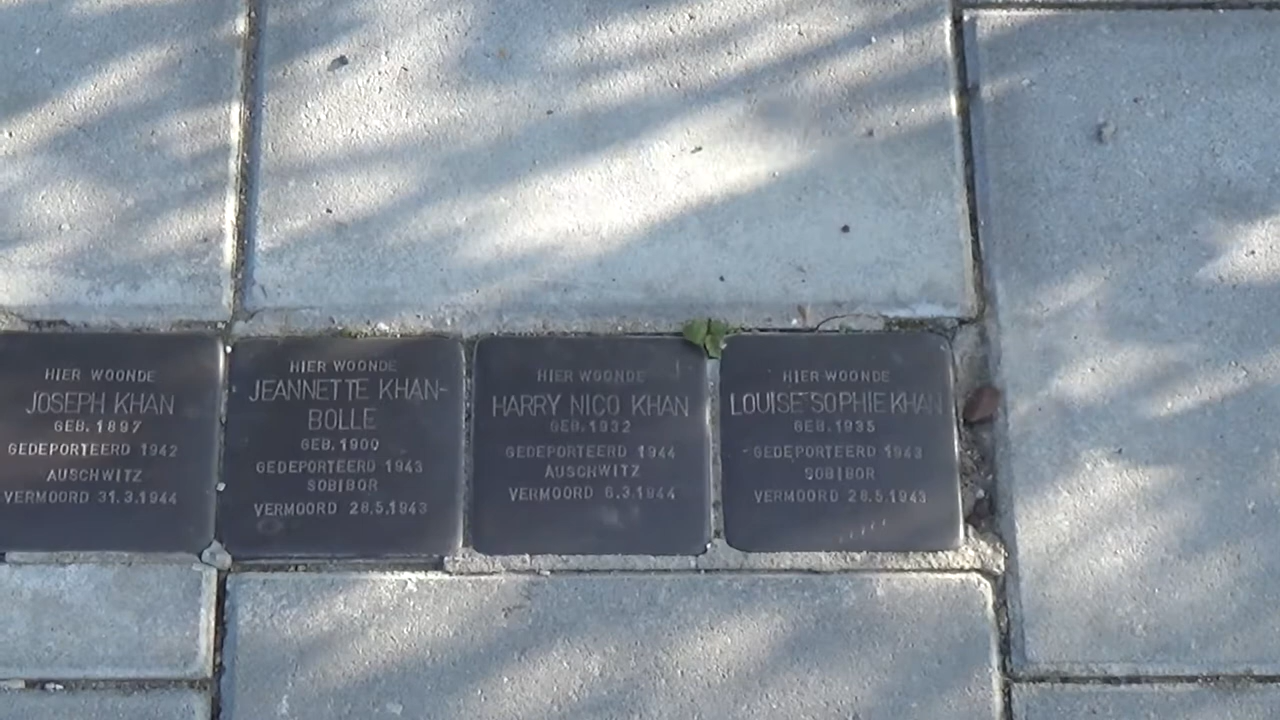 HIER WOONDE
JOSEPH KHAN
GEB. 1897
GEDEPORTEERD 1942
AUSCHWITZ
VERMOORD 31.3.1944
HIER WOONDE
JEANNETTE KHAN-
BOLLE
GEB. 1900
GEDEPORTEERD 1943
SOBIBOR
VERMOORD 28.5.1943
HIER WOONDE
HARRY NICO KHAN
GEB. 1932
GEDEPORTEERD 1944
AUSCHWITZ
VERMOORD 6.3.1944
HIER WOONDE
LOUISE SOPHIE KHAN
GEB. 1935
GEDEPORTEERD 1943
SOBIBOR
VERMOORD 28.5.1943